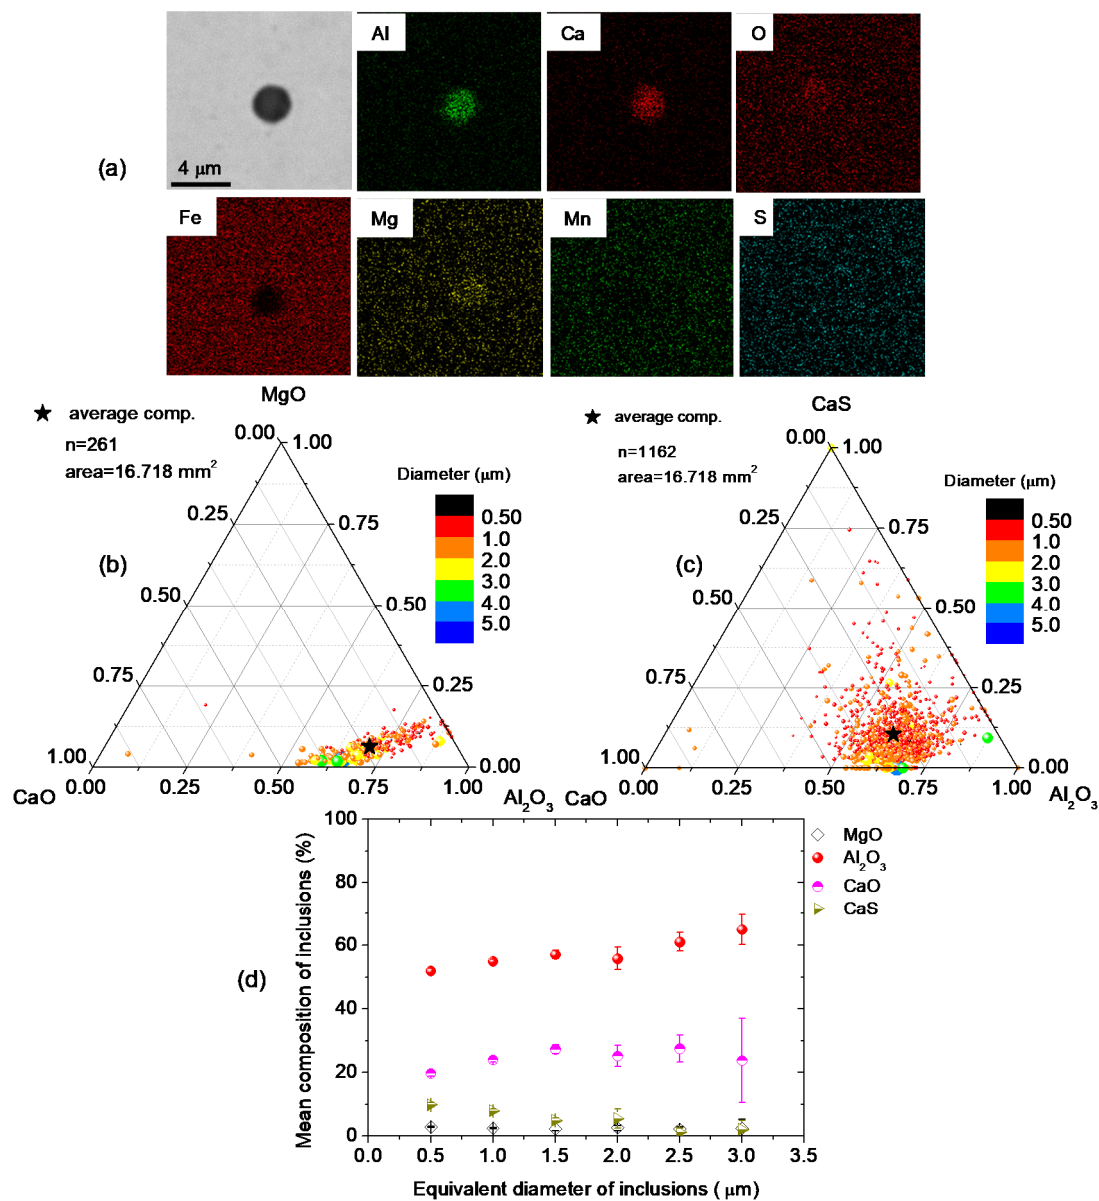 Al
Ca
O
(a)
4 μm
Fe
Mg
Mn
S
MgO
★ average comp.
n=261
area=16.718 mm²
0.00
1.00
0.25
0.75
0.50
0.50
0.75
0.25
1.00
0.00
0.00
0.25
0.50
0.75
1.00
CaO
Al₂O₃
Diameter (μm)
0.50
1.0
2.0
3.0
4.0
5.0
(b)
CaS
★ average comp.
n=1162
area=16.718 mm²
0.00
1.00
0.25
0.75
0.50
0.50
0.75
0.25
1.00
0.00
0.00
0.25
0.50
0.75
1.00
CaO
Al₂O₃
Diameter (μm)
0.50
1.0
2.0
3.0
4.0
5.0
(c)
(d)
Mean composition of inclusions (%)
100
80
60
40
20
0
0.0 0.5 1.0 1.5 2.0 2.5 3.0 3.5
Equivalent diameter of inclusions ( μm)
MgO
Al₂O₃
CaO
CaS